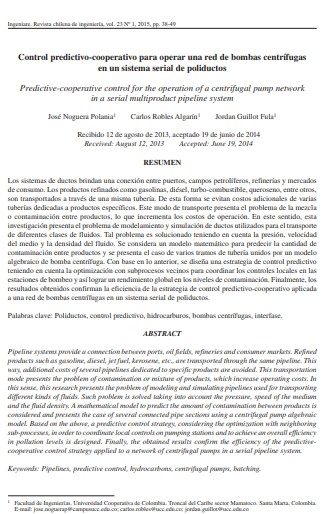 Ingeniare. Revista chilena de ingeniería, vol. 23 Nº 1, 2015, pp. 38-49
Control predictivo-cooperativo para operar una red de bombas centrífugas
en un sistema serial de poliductos
Predictive-cooperative control for the operation of a centrifugal pump network
in a serial multiproduct pipeline system
José Noguera Polania¹ Carlos Robles Algarín¹ Jordan Guillot Fula¹
Recibido 12 de agosto de 2013, aceptado 19 de junio de 2014
Received: August 12, 2013 Accepted: June 19, 2014
RESUMEN
Los sistemas de ductos brindan una conexión entre puertos, campos petrolíferos, refinerías y mercados
de consumo. Los productos refinados como gasolinas, diésel, turbo-combustible, queroseno, entre otros,
son transportados a través de una misma tubería. De esta forma se evitan costos adicionales de varias
tuberías dedicadas a productos específicos. Este modo de transporte presenta el problema de la mezcla
o contaminación entre productos, lo que incrementa los costos de operación. En este sentido, esta
investigación presenta el problema de modelamiento y simulación de ductos utilizados para el transporte
de diferentes clases de fluidos. Tal problema es solucionado teniendo en cuenta la presión, velocidad
del medio y la densidad del fluido. Se considera un modelo matemático para predecir la cantidad de
contaminación entre productos y se presenta el caso de varios tramos de tubería unidos por un modelo
algebraico de bomba centrífuga. Con base en lo anterior, se diseña una estrategia de control predictivo
teniendo en cuenta la optimización con subprocesos vecinos para coordinar los controles locales en las
estaciones de bombeo y así lograr un rendimiento global en los niveles de contaminación. Finalmente, los
resultados obtenidos confirman la eficiencia de la estrategia de control predictivo-cooperativo aplicada
a una red de bombas centrífugas en un sistema serial de poliductos.
Palabras clave: Poliductos, control predictivo, hidrocarburos, bombas centrífugas, interfase.
ABSTRACT
Pipeline systems provide a connection between ports, oil fields, refineries and consumer markets. Refined
products such as gasoline, diesel, jet fuel, kerosene, etc., are transported through the same pipeline. This
way, additional costs of several pipelines dedicated to specific products are avoided. This transportation
mode presents the problem of contamination or mixture of products, which increase operating costs. In
this sense, this research presents the problem of modeling and simulating pipelines used for transporting
different kinds of fluids. Such problem is solved taking into account the pressure, speed of the medium
and the fluid density. A mathematical model to predict the amount of contamination between products is
considered and presents the case of several connected pipe sections using a centrifugal pump algebraic
model. Based on the above, a predictive control strategy, considering the optimization with neighboring
sub-processes, in order to coordinate local controls on pumping stations and to achieve an overall efficiency
in pollution levels is designed. Finally, the obtained results confirm the efficiency of the predictive-
cooperative control strategy applied to a network of centrifugal pumps in a serial pipeline system.
Keywords: Pipelines, predictive control, hydrocarbons, centrifugal pumps, batching.
¹ Facultad de Ingenierías. Universidad Cooperativa de Colombia. Troncal del Caribe sector Mamatoco. Santa Marta, Colombia.
E-mail: jose.noguerap@campusucc.edu.co; carlos.robles@ucc.edu.co; jordan.guillot@ucc.edu.co